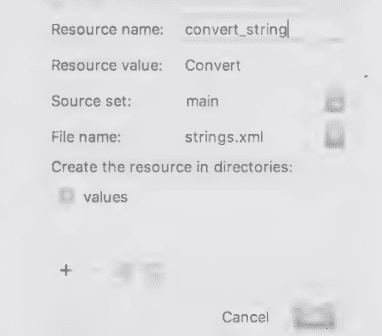 Resource name: convert_string
Resource value: Convert
Source set: main
File name: strings.xml
Create the resource in directories:
values
+
Cancel